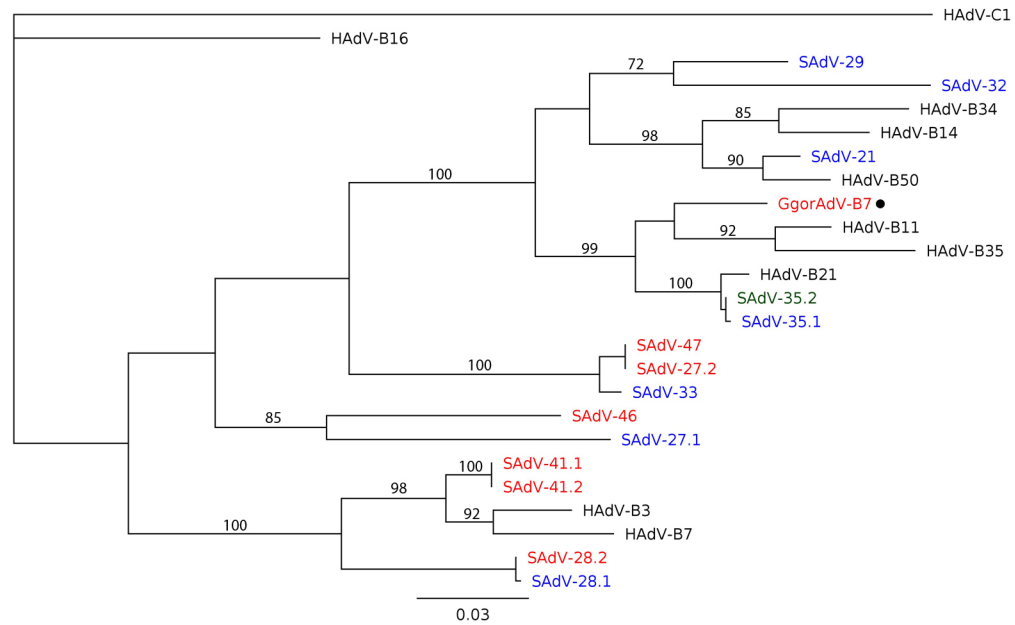 HAdV-C1
HAdV-B16
72
SAdV-29
SAdV-32
85
HAdV-B34
98
HAdV-B14
90
SAdV-21
HAdV-B50
100
GgorAdV-B7
92
HAdV-B11
99
HAdV-B35
100
HAdV-B21
SAdV-35.2
SAdV-35.1
SAdV-47
100
SAdV-27.2
SAdV-33
85
SAdV-46
SAdV-27.1
100
SAdV-41.1
98
SAdV-41.2
92
HAdV-B3
100
HAdV-B7
SAdV-28.2
SAdV-28.1
0.03